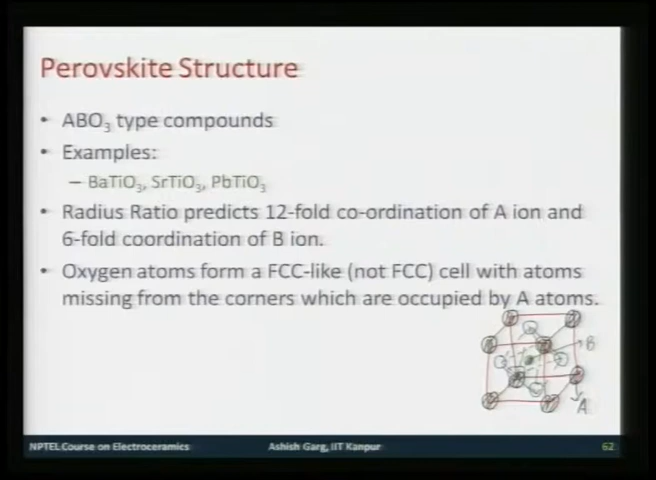 Perovskite Structure
• ABO₃ type compounds
• Examples:
– BaTiO₃, SrTiO₃, PbTiO₃
• Radius Ratio predicts 12-fold co-ordination of A ion and
6-fold coordination of B ion.
• Oxygen atoms form a FCC-like (not FCC) cell with atoms
missing from the corners which are occupied by A atoms.
B
A
NPTEL Course on Electroceramics Ashish Garg, IIT Kanpur 62